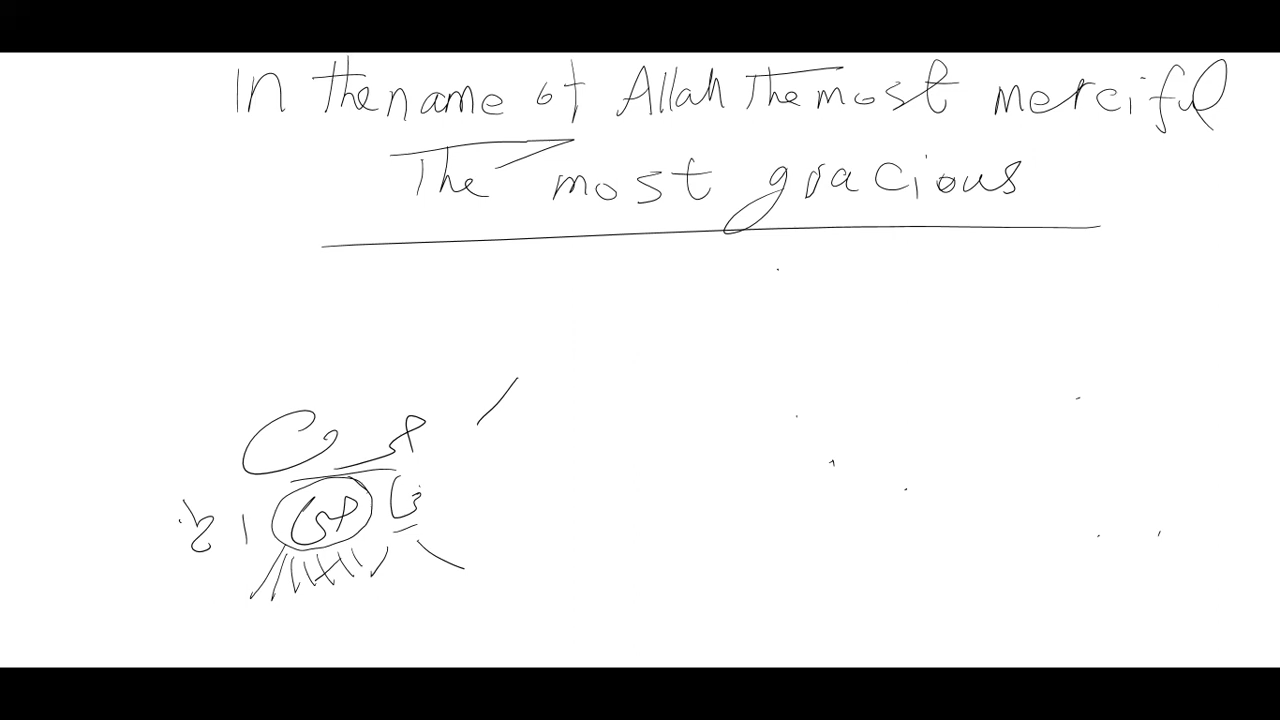 In the name of Allah The most merciful
The most gracious